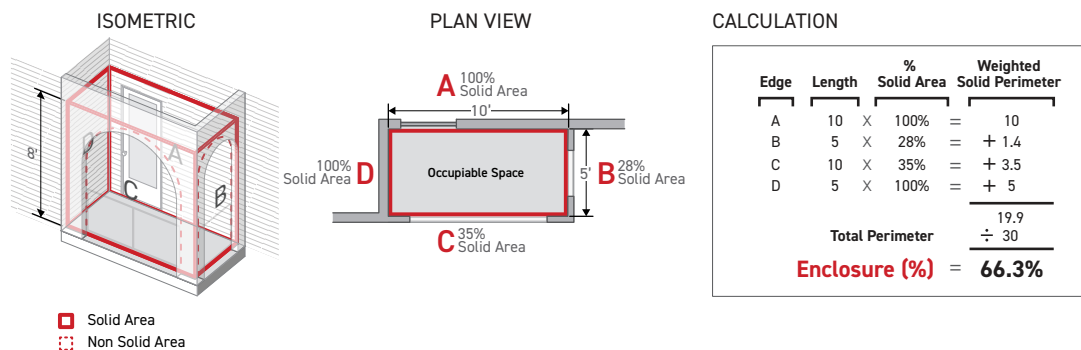 ISOMETRIC
8'
D
A
C
B
Solid Area
Non Solid Area
PLAN VIEW
A 100%
Solid Area
10'
100%
Solid Area D
Occupiable Space
5'
B 28%
Solid Area
C 35%
Solid Area
CALCULATION
Edge Length % Solid Area Weighted Solid Perimeter
A 10 X 100% = 10
B 5 X 28% = + 1.4
C 10 X 35% = + 3.5
D 5 X 100% = + 5
19.9
Total Perimeter ÷ 30
Enclosure (%) = 66.3%